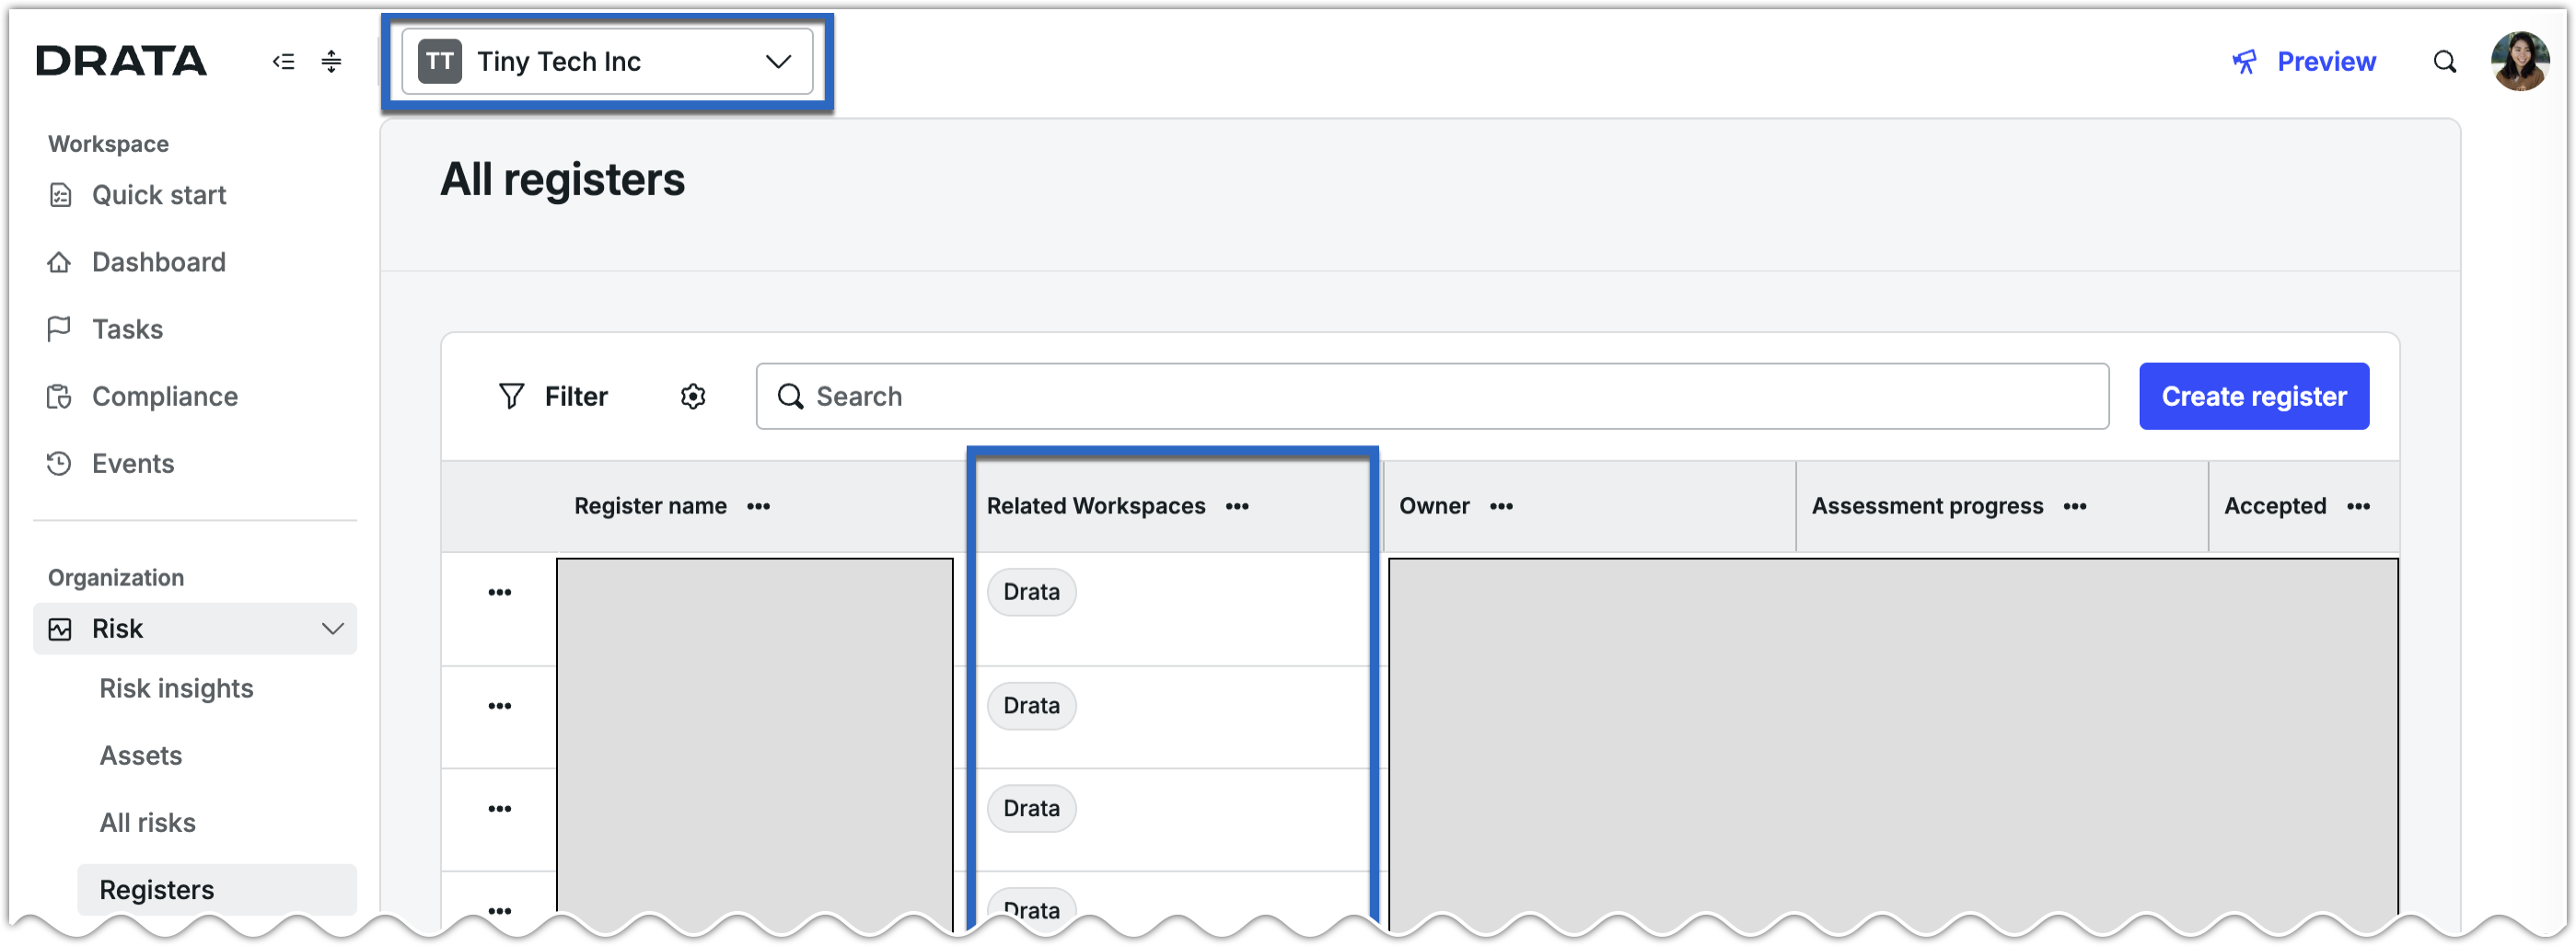 DRATA
TT Tiny Tech Inc
Preview
Workspace
Quick start
Dashboard
Tasks
Compliance
Events
Organization
Risk
Risk insights
Assets
All risks
Registers
All registers
Filter
Search
Create register
Register name
Related Workspaces
Owner
Assessment progress
Accepted
Drata
Drata
Drata
Drata